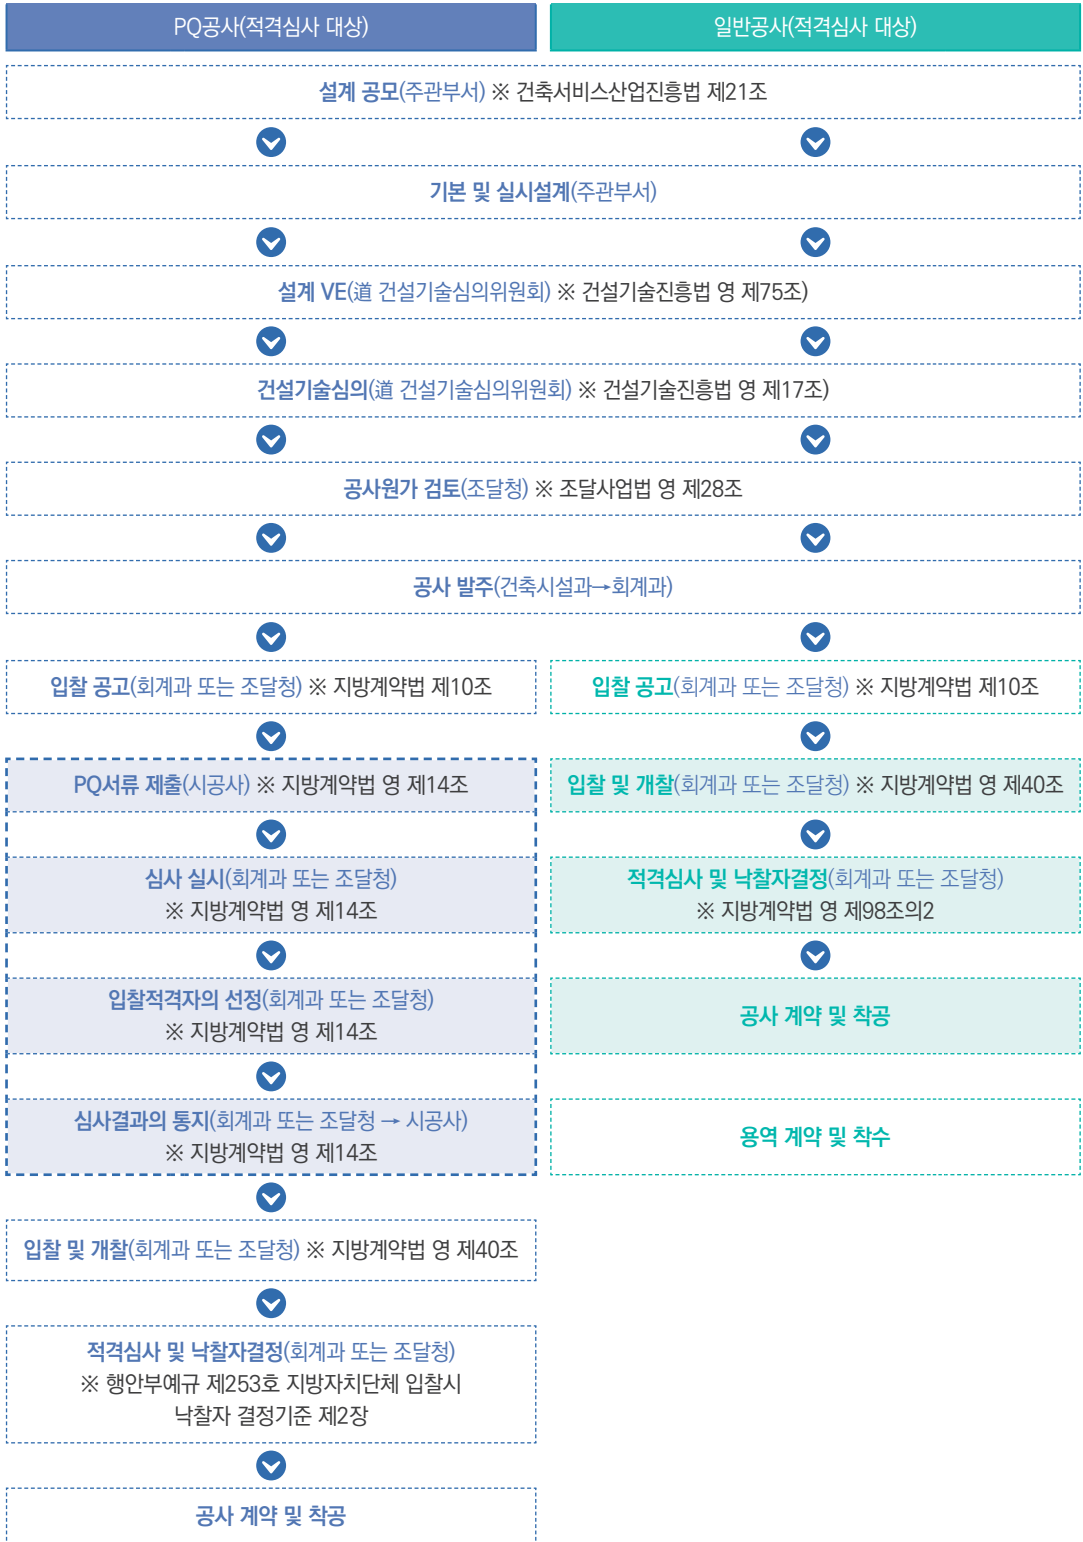 PQ공사(적격심사 대상)
일반공사(적격심사 대상)
설계 공모(주관부서) ※ 건축서비스산업진흥법 제21조
기본 및 실시설계(주관부서)
설계 VE(道 건설기술심의위원회) ※ 건설기술진흥법 영 제75조)
건설기술심의(道 건설기술심의위원회) ※ 건설기술진흥법 영 제17조)
공사원가 검토(조달청) ※ 조달사업법 영 제28조
공사 발주(건축시설과→회계과)
입찰 공고(회계과 또는 조달청) ※ 지방계약법 제10조
입찰 공고(회계과 또는 조달청) ※ 지방계약법 제10조
PQ서류 제출(시공사) ※ 지방계약법 영 제14조
입찰 및 개찰(회계과 또는 조달청) ※ 지방계약법 영 제40조
심사 실시(회계과 또는 조달청)
※ 지방계약법 영 제14조
적격심사 및 낙찰자결정(회계과 또는 조달청)
※ 지방계약법 영 제98조의2
입찰적격자의 선정(회계과 또는 조달청)
※ 지방계약법 영 제14조
공사 계약 및 착공
심사결과의 통지(회계과 또는 조달청 → 시공사)
※ 지방계약법 영 제14조
용역 계약 및 착수
입찰 및 개찰(회계과 또는 조달청) ※ 지방계약법 영 제40조
적격심사 및 낙찰자결정(회계과 또는 조달청)
※ 행안부예규 제253호 지방자치단체 입찰시
낙찰자 결정기준 제2장
공사 계약 및 착공